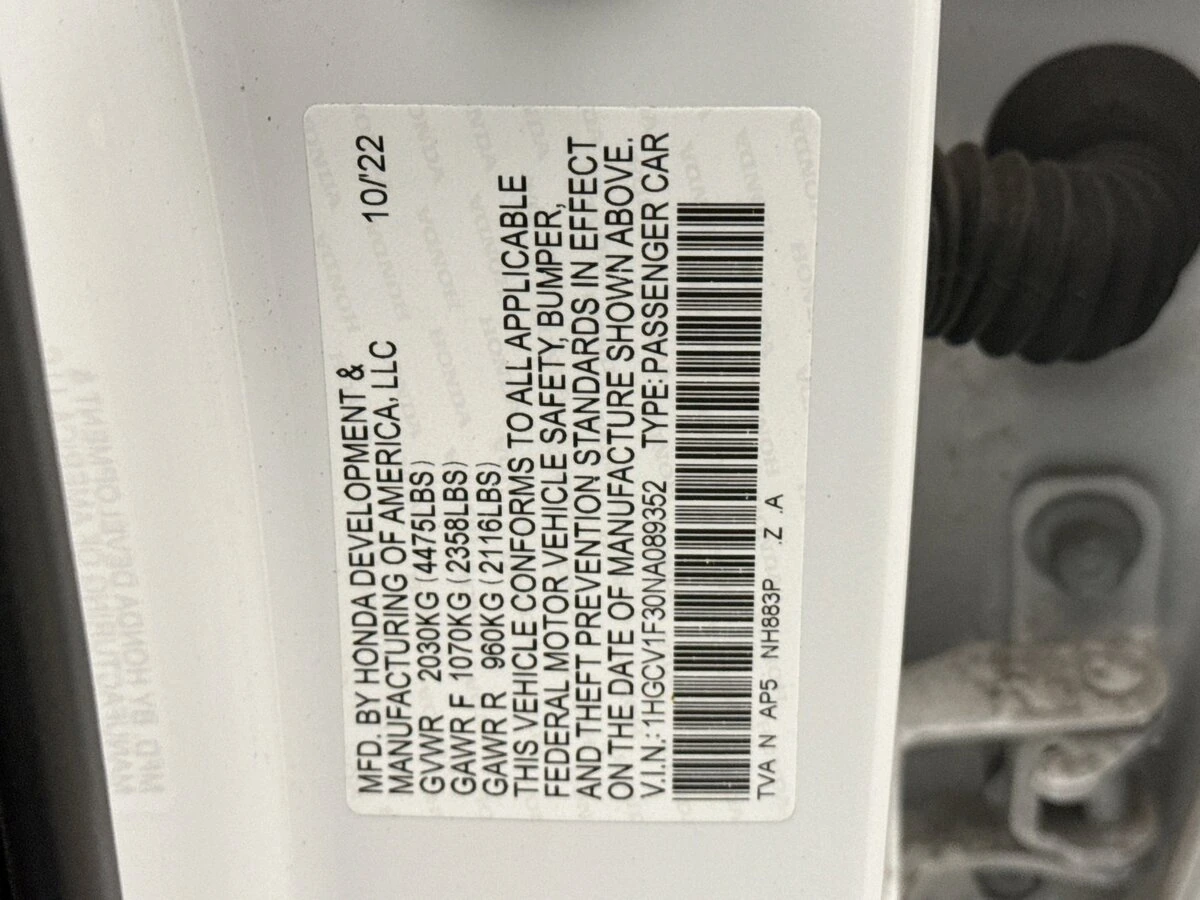 MFD. BY HONDA DEVELOPMENT &
MANUFACTURING OF AMERICA, LLC 10/'22
GVWR 2030KG (4475LBS)
GAWR F 1070KG (2358LBS)
GAWR R 960KG (2116LBS)
THIS VEHICLE CONFORMS TO ALL APPLICABLE
FEDERAL MOTOR VEHICLE SAFETY, BUMPER,
AND THEFT PREVENTION STANDARDS IN EFFECT
ON THE DATE OF MANUFACTURE SHOWN ABOVE.
V.I.N.: 1HGCV1F30NA089352 TYPE: PASSENGER CAR
TVA N AP5 NH883P .Z .A